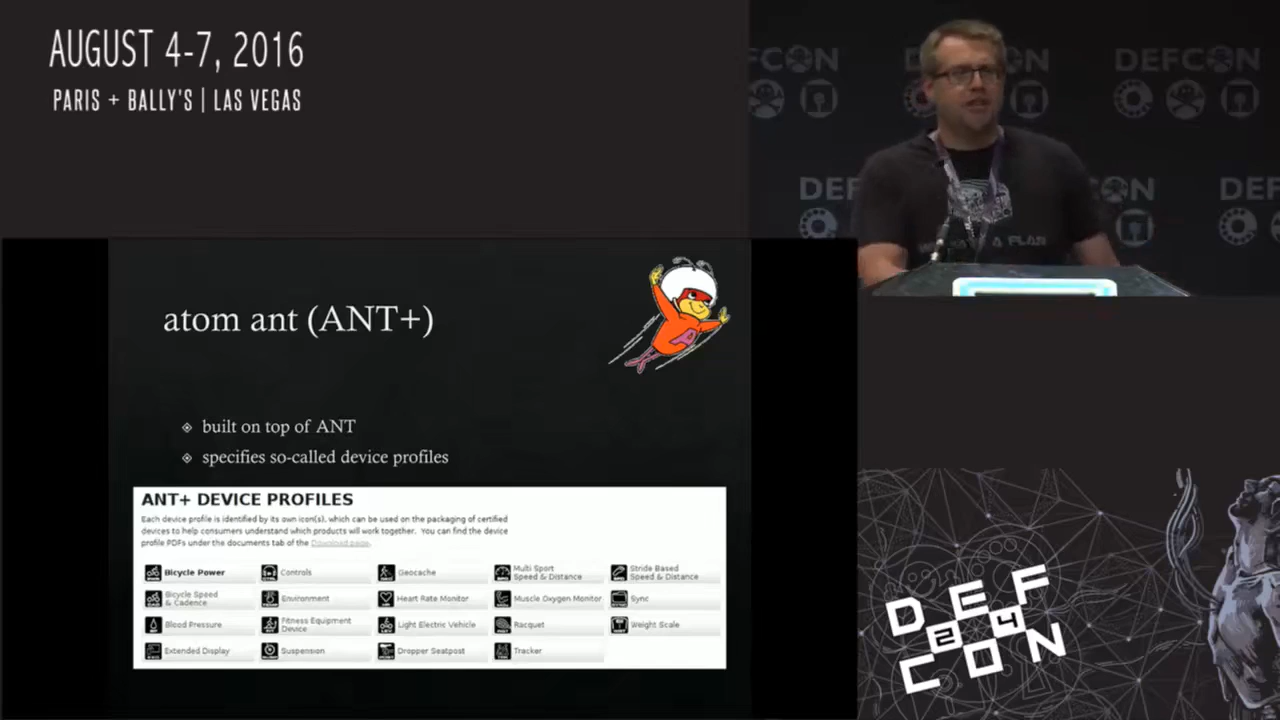 AUGUST 4-7, 2016
PARIS + BALLY'S | LAS VEGAS
DEFCON
DEFCON
DEFCON
atom ant (ANT+)
A
built on top of ANT
specifies so-called device profiles
ANT+ DEVICE PROFILES
Each device profile is identified by its own icon(s), which can be used on the packaging of certified
devices to help consumers understand which products will work together. You can find the device
profile PDFs under the documents tab of the Download page.
Bicycle Power
Controls
Geocache
Multi Sport
Speed & Distance
Stride Based
Speed & Distance
Bicycle Speed
& Cadence
Environment
Heart Rate Monitor
Muscle Oxygen Monitor
Sync
Blood Pressure
Fitness Equipment
Device
Light Electric Vehicle
Racquet
Weight Scale
Extended Display
Suspension
Dropper Seatpost
Tracker
DEF
24
CON